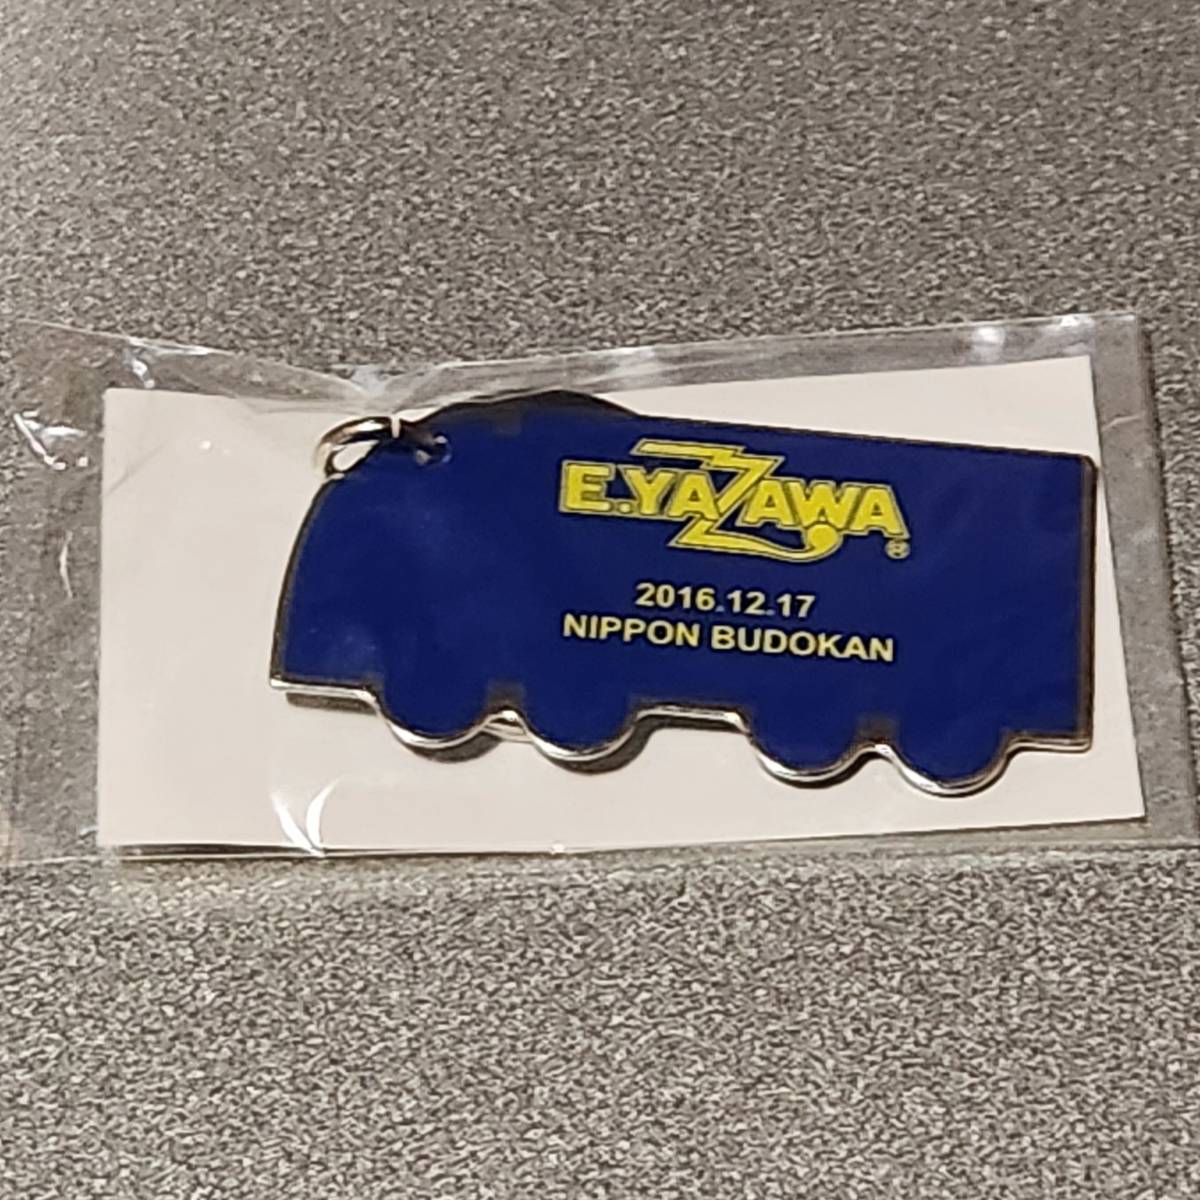 E.YAZAWA®
2016.12.17
NIPPON BUDOKAN